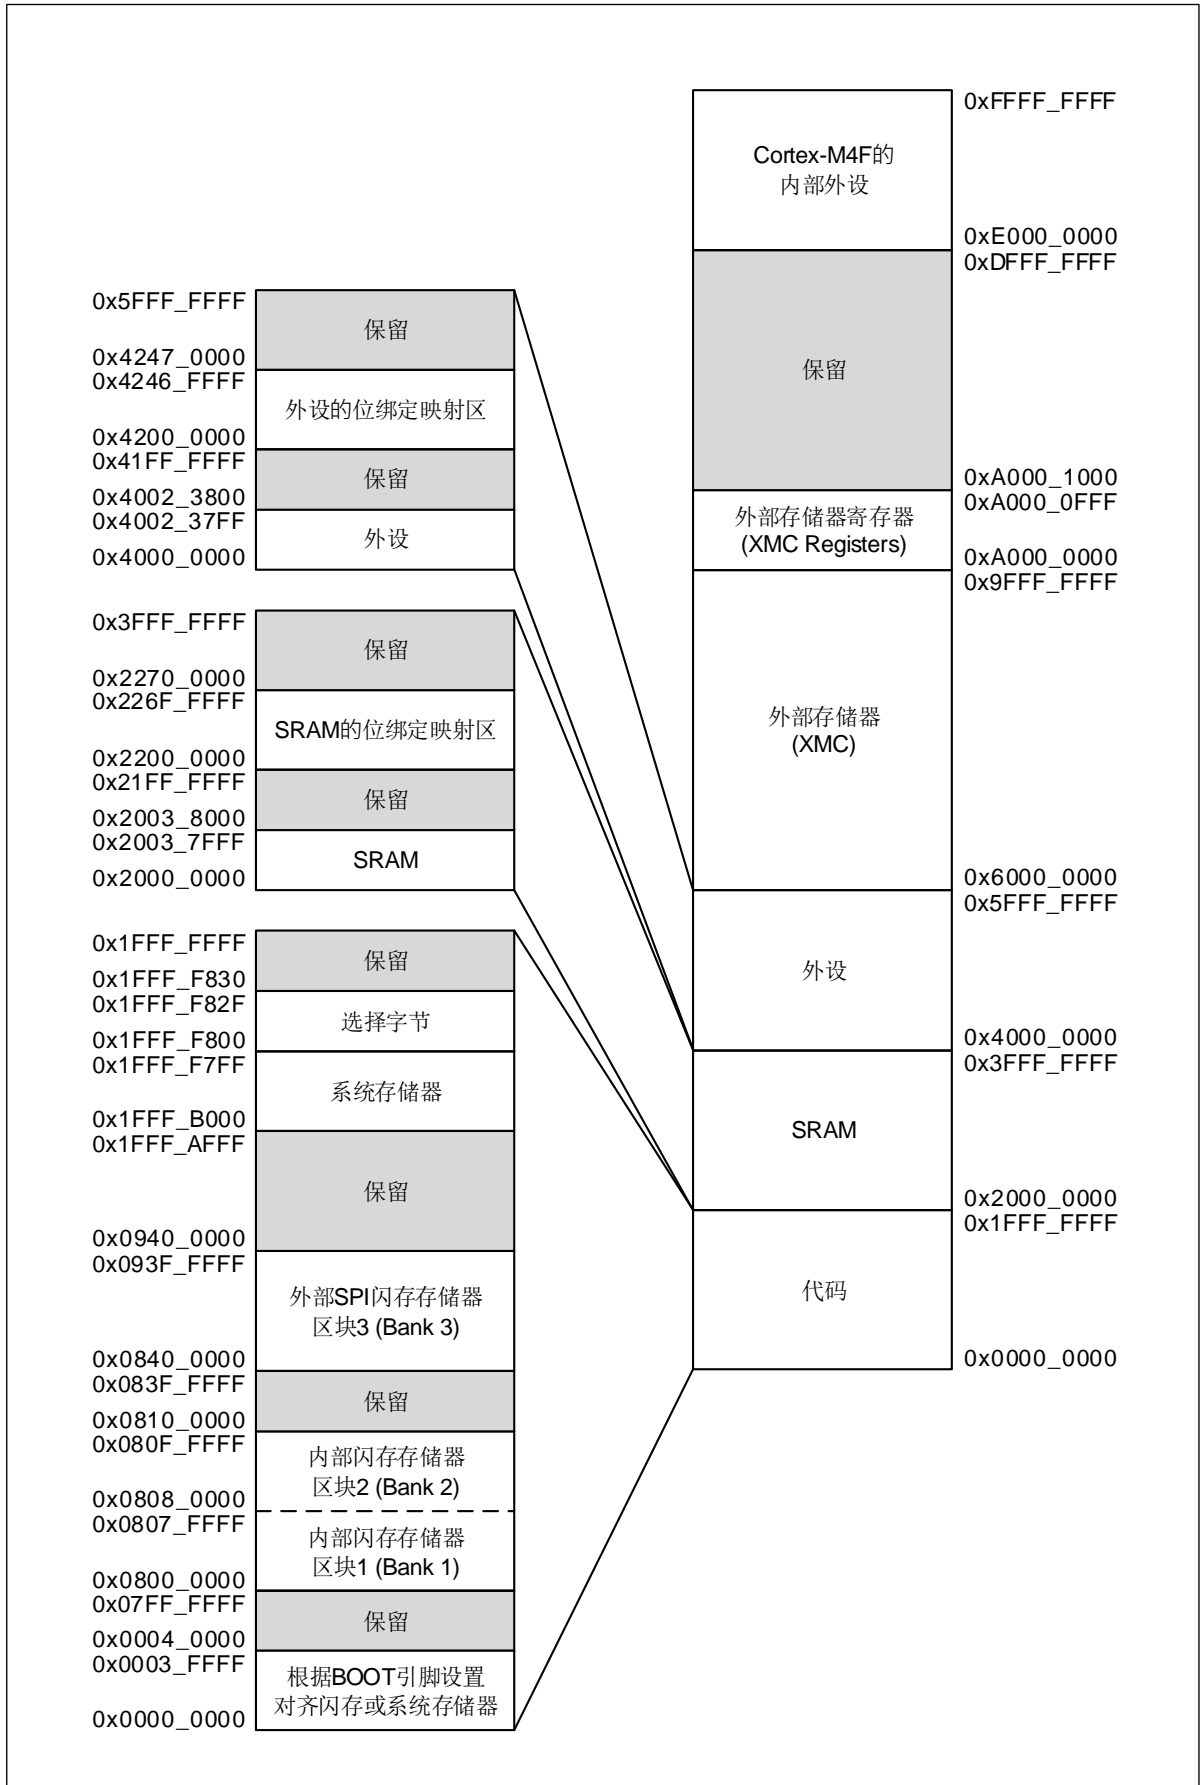 0xFFFF_FFFF
Cortex-M4F的
内部外设
0xE000_0000
0xDFFF_FFFF
保留
0xA000_1000
0xA000_0FFF
外部存储器寄存器
(XMC Registers)
0xA000_0000
0x9FFF_FFFF
外部存储器
(XMC)
0x6000_0000
0x5FFF_FFFF
外设
0x4000_0000
0x3FFF_FFFF
SRAM
0x2000_0000
0x1FFF_FFFF
代码
0x0000_0000
0x5FFF_FFFF
保留
0x4247_0000
0x4246_FFFF
外设的位绑定映射区
0x4200_0000
0x41FF_FFFF
保留
0x4002_3800
0x4002_37FF
外设
0x4000_0000
0x3FFF_FFFF
保留
0x2270_0000
0x226F_FFFF
SRAM的位绑定映射区
0x2200_0000
0x21FF_FFFF
保留
0x2003_8000
0x2003_7FFF
SRAM
0x2000_0000
0x1FFF_FFFF
保留
0x1FFF_F830
0x1FFF_F82F
选择字节
0x1FFF_F800
0x1FFF_F7FF
系统存储器
0x1FFF_B000
0x1FFF_AFFF
保留
0x0940_0000
0x093F_FFFF
外部SPI闪存存储器
区块3 (Bank 3)
0x0840_0000
0x083F_FFFF
保留
0x0810_0000
0x080F_FFFF
内部闪存存储器
区块2 (Bank 2)
0x0808_0000
0x0807_FFFF
内部闪存存储器
区块1 (Bank 1)
0x0800_0000
0x07FF_FFFF
保留
0x0004_0000
0x0003_FFFF
根据BOOT引脚设置
对齐闪存或系统存储器
0x0000_0000